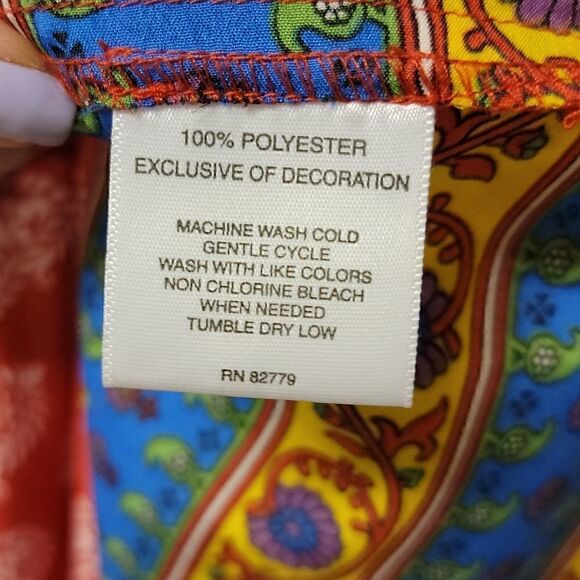 100% POLYESTER
EXCLUSIVE OF DECORATION
MACHINE WASH COLD
GENTLE CYCLE
WASH WITH LIKE COLORS
NON CHLORINE BLEACH
WHEN NEEDED
TUMBLE DRY LOW
RN 82779